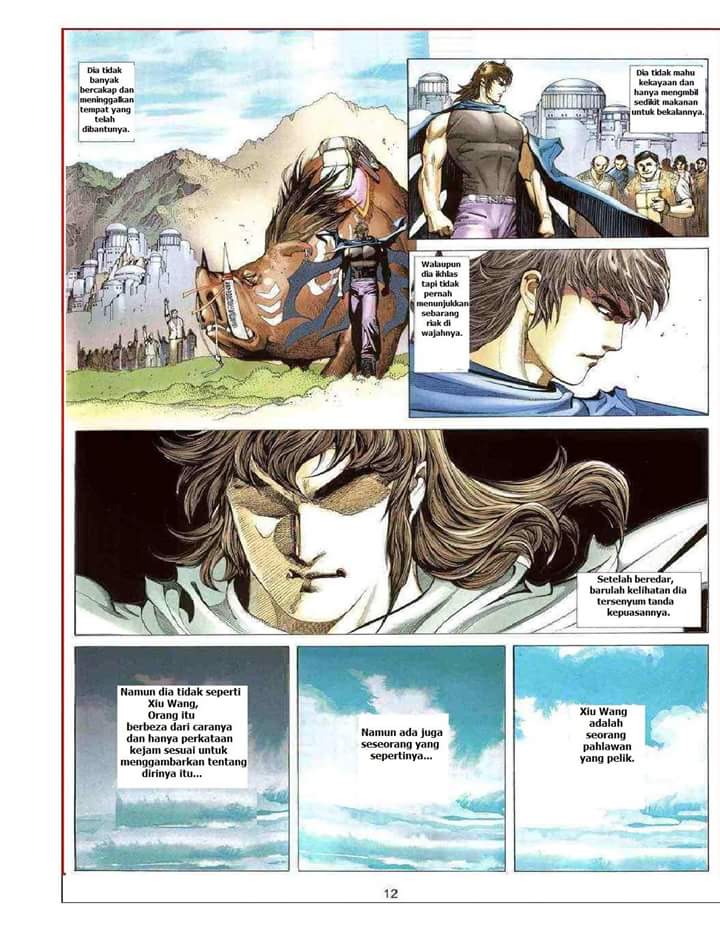 Dia tidak
banyak
bercakap dan
meninggalkan
tempat yang
telah
dibantunya.
Dia tidak mahu
kekayaan dan
hanya mengmbil
sedikit makanan
untuk bekalannya.
Walaupun
dia ikhlas
tapi tidak
pernah
menunjukkan
sebarang
riak di
wajahnya.
Setelah beredar,
barulah kelihatan dia
tersenyum tanda
kepuasannya.
Namun dia tidak seperti
Xiu Wang,
Orang itu
berbeza dari caranya
dan hanya perkataan
kejam sesuai untuk
menggambarkan tentang
dirinya itu...
Namun ada juga
seseorang yang
sepertinya...
Xiu Wang
adalah
seorang
pahlawan
yang pelik.
12